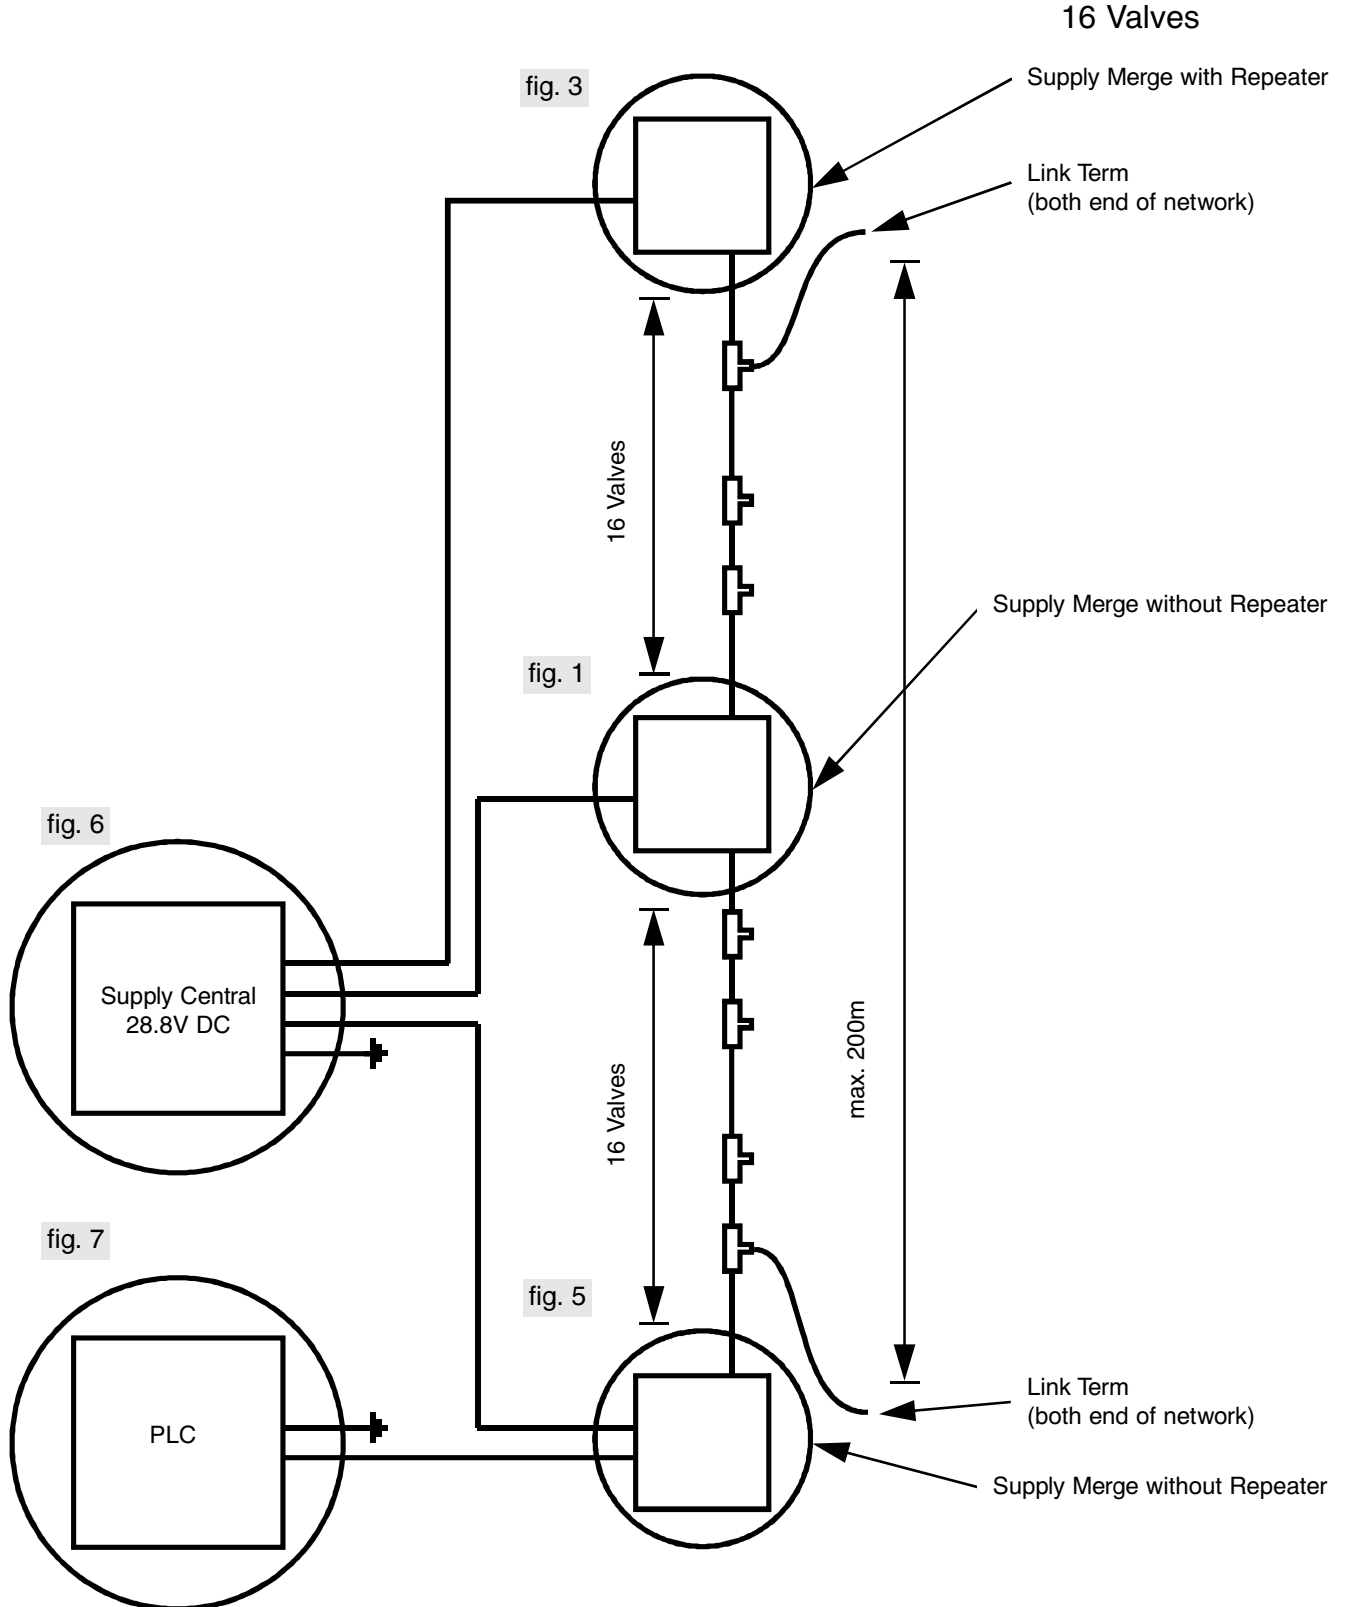 16 Valves
fig. 3
Supply Merge with Repeater
Link Term
(both end of network)
16 Valves
Supply Merge without Repeater
fig. 1
fig. 6
Supply Central
28.8V DC
16 Valves
max. 200m
fig. 7
fig. 5
PLC
Link Term
(both end of network)
Supply Merge without Repeater